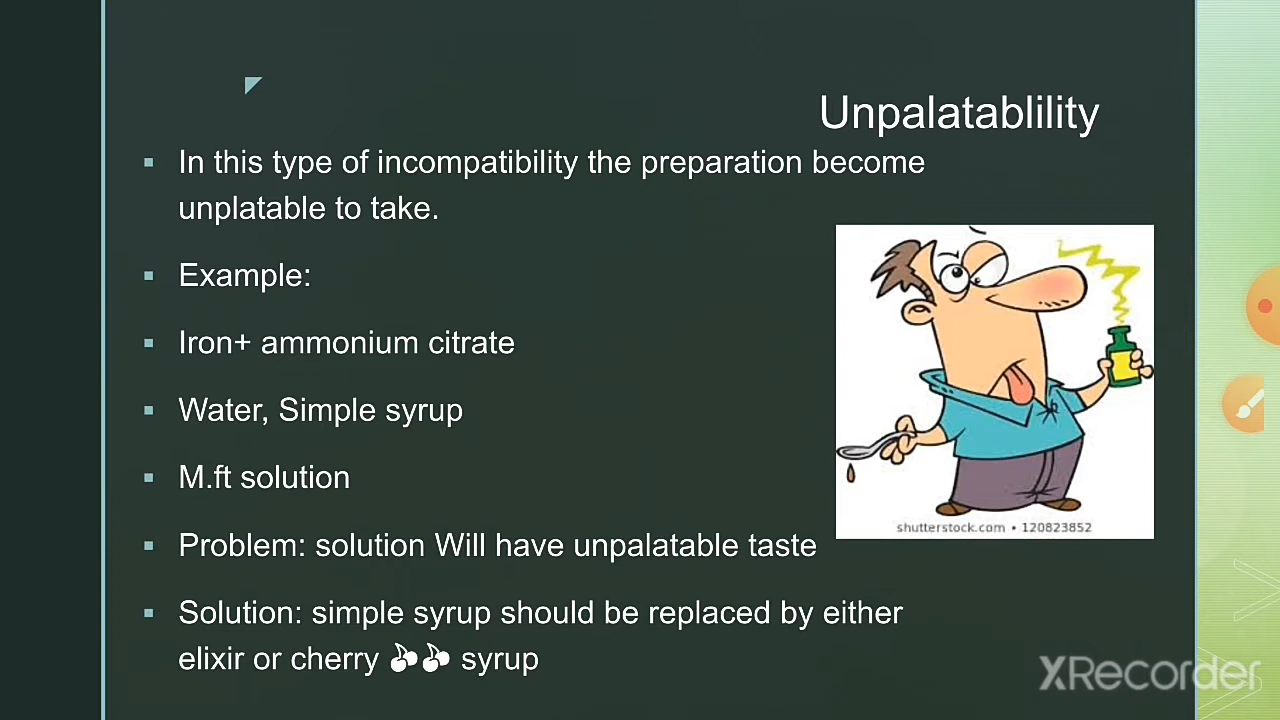 Unpalatablility
In this type of incompatibility the preparation become
unplatable to take.
Example:
Iron+ ammonium citrate
Water, Simple syrup
M.ft solution
Problem: solution Will have unpalatable taste
Solution: simple syrup should be replaced by either
elixir or cherry 🍒🍒 syrup
shutterstock.com • 120823852
XRecorder